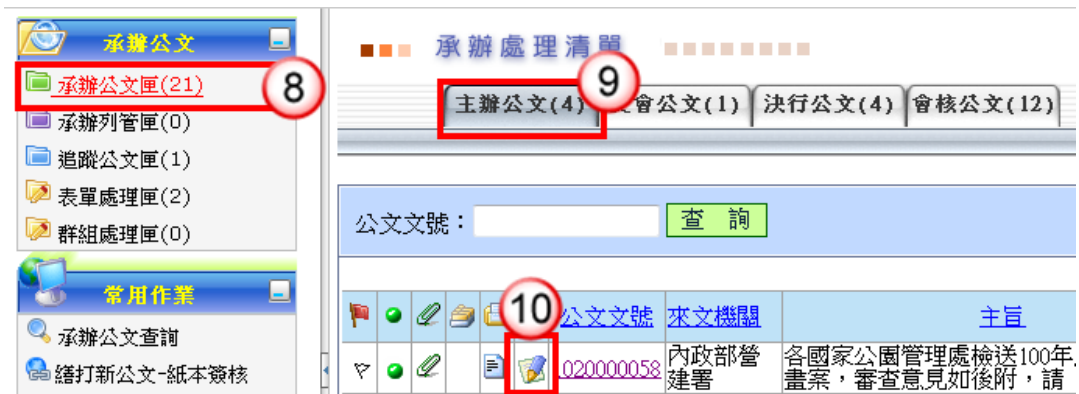 承辦公文
承辦公文匣(21)
8
承辦列管匣(0)
追蹤公文匣(1)
表單處理匣(2)
群組處理匣(0)
常用作業
承辦公文查詢
繕打新公文-紙本簽核
承辦處理清單
9
主辦公文(4)
會公文(1)
決行公文(4)
會核公文(12)
公文文號：
查 詢
10
公文文號
來文機關
主旨
020000058
內政部營
建署
各國家公園管理處檢送100年
畫案，審查意見如後附，請